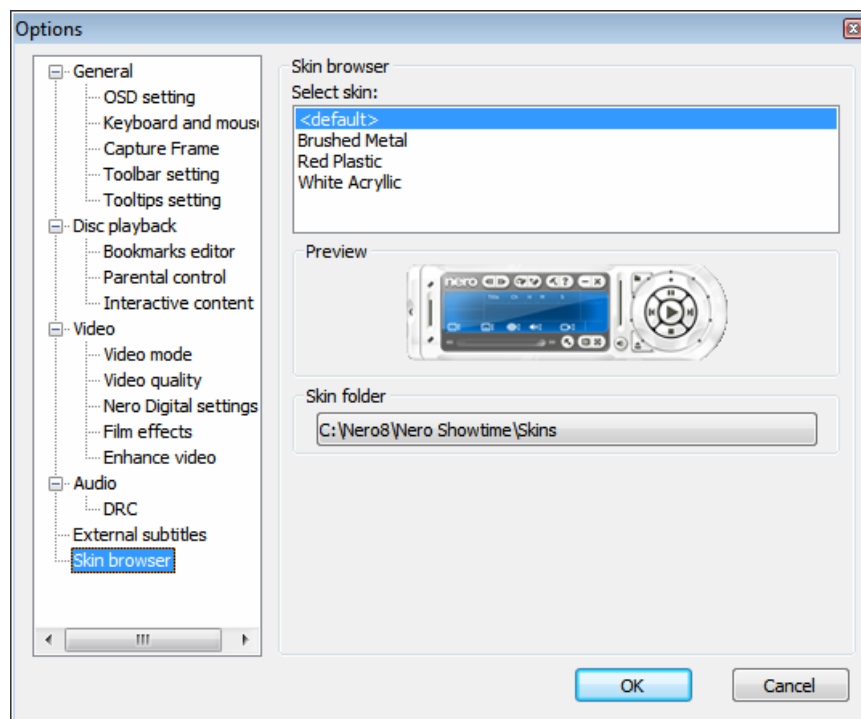 Options
General
OSD setting
Keyboard and mous
Capture Frame
Toolbar setting
Tooltips setting
Disc playback
Bookmarks editor
Parental control
Interactive content
Video
Video mode
Video quality
Nero Digital settings
Film effects
Enhance video
Audio
DRC
External subtitles
Skin browser
Skin browser
Select skin:
<default>
Brushed Metal
Red Plastic
White Acryllic
Preview
nero
Title
Skin folder
C:\Nero8\Nero Showtime\Skins
OK
Cancel